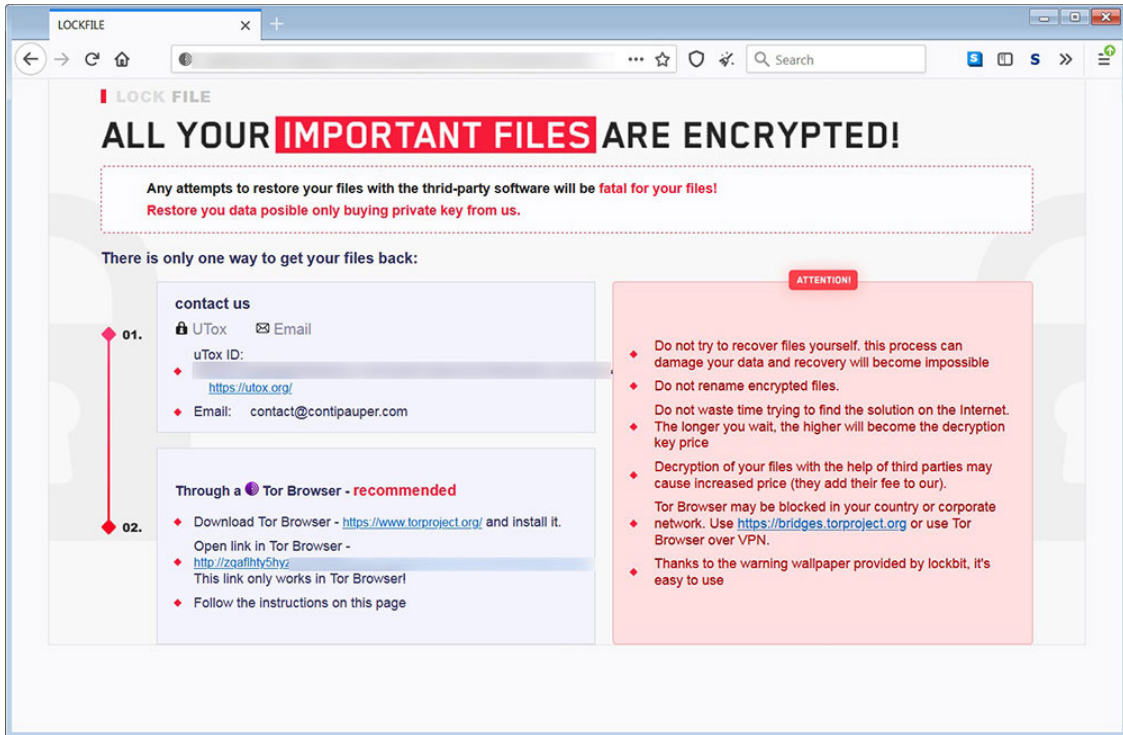 LOCKFILE
Search
LOCK FILE
ALL YOUR IMPORTANT FILES ARE ENCRYPTED!
Any attempts to restore your files with the thrid-party software will be fatal for your files!
Restore you data posible only buying private key from us.
There is only one way to get your files back:
01.
contact us
UTox Email
uTox ID:
https://utox.org/
Email: contact@contipauper.com
02.
Through a Tor Browser - recommended
Download Tor Browser - https://www.torproject.org/ and install it.
Open link in Tor Browser -
http://zqaflhty5hyz
This link only works in Tor Browser!
Follow the instructions on this page
ATTENTION!
Do not try to recover files yourself. this process can
damage your data and recovery will become impossible
Do not rename encrypted files.
Do not waste time trying to find the solution on the Internet.
The longer you wait, the higher will become the decryption
key price
Decryption of your files with the help of third parties may
cause increased price (they add their fee to our).
Tor Browser may be blocked in your country or corporate
network. Use https://bridges.torproject.org or use Tor
Browser over VPN.
Thanks to the warning wallpaper provided by lockbit, it's
easy to use